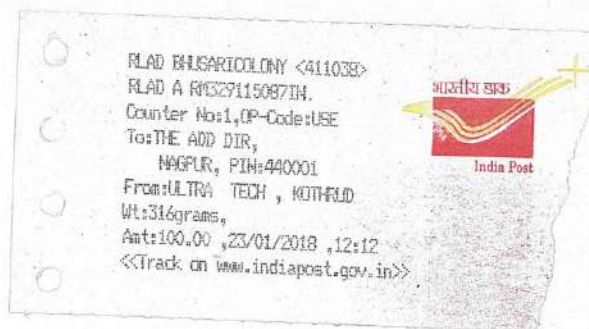 RLAD BHUSARICOLONY <411038>
RLAD A RM329115087IN.
Counter No:1,OP-Code:USE
To:THE ADD DIR,
NAGPUR, PIN:440001
From:ULTRA TECH , KOTHRUD
Wt:316grams,
Amt:100.00 ,23/01/2018 ,12:12
<<Track on www.indiapost.gov.in>>
भारतीय डाक
India Post